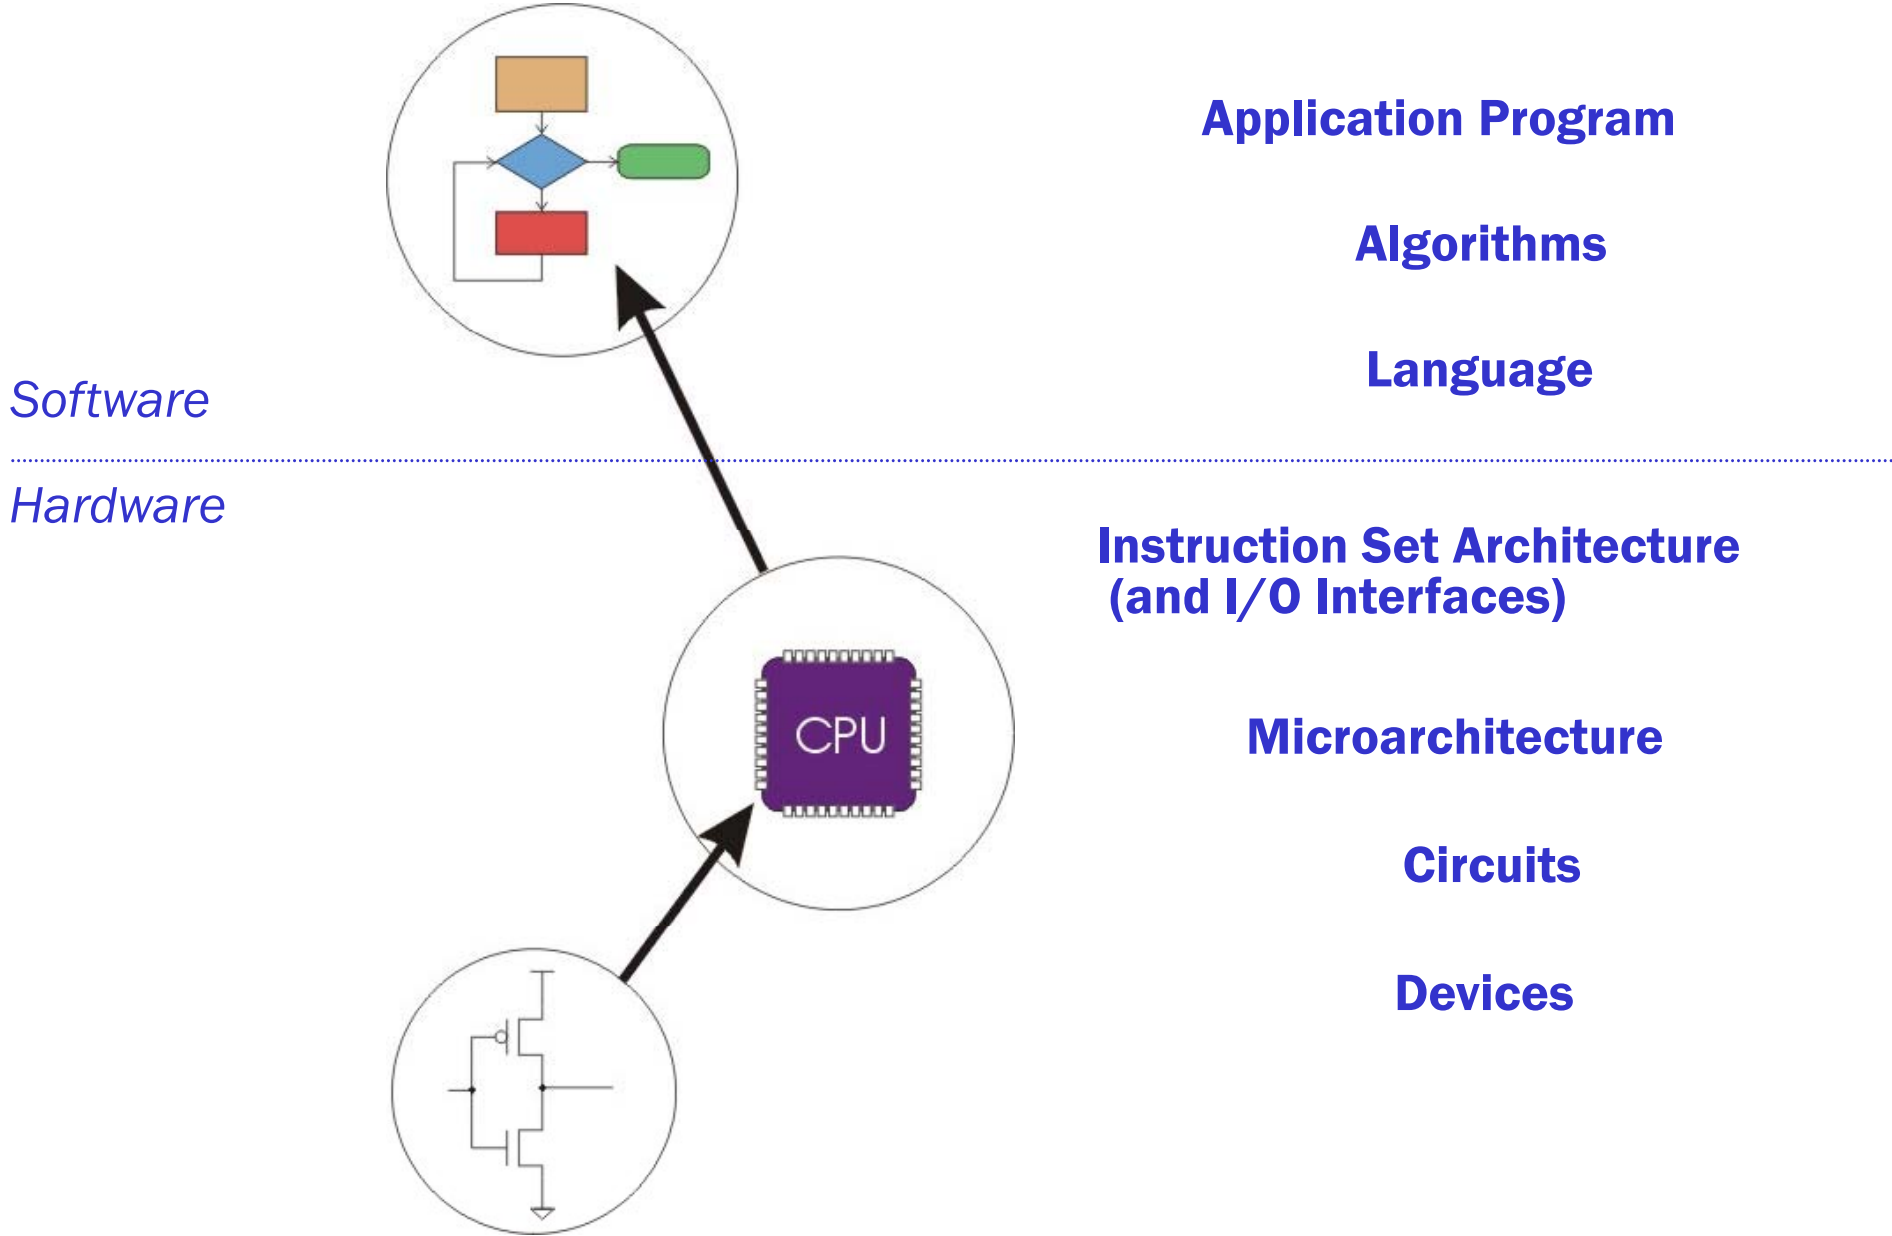 Application Program
Algorithms
Language
Software
Hardware
Instruction Set Architecture
(and I/O Interfaces)
CPU
Microarchitecture
Circuits
Devices